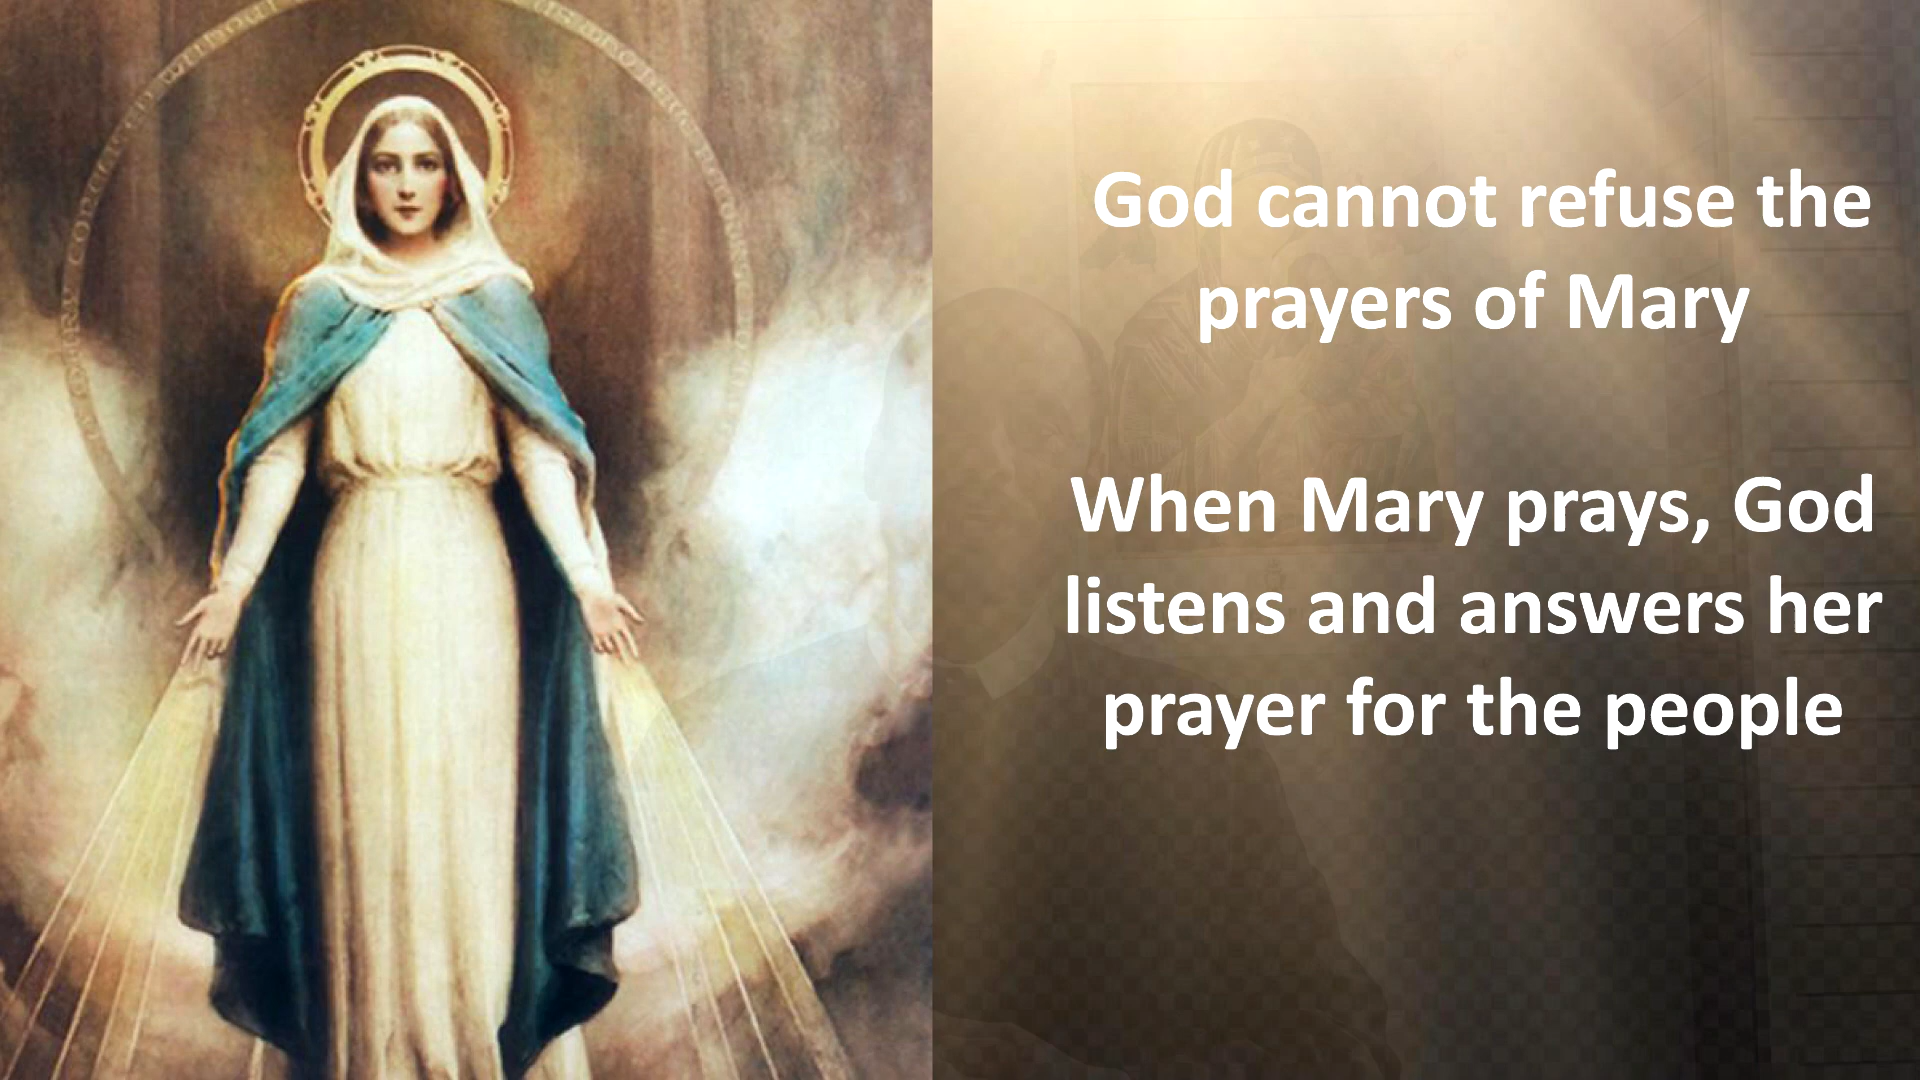 God cannot refuse the
prayers of Mary
When Mary prays, God
listens and answers her
prayer for the people